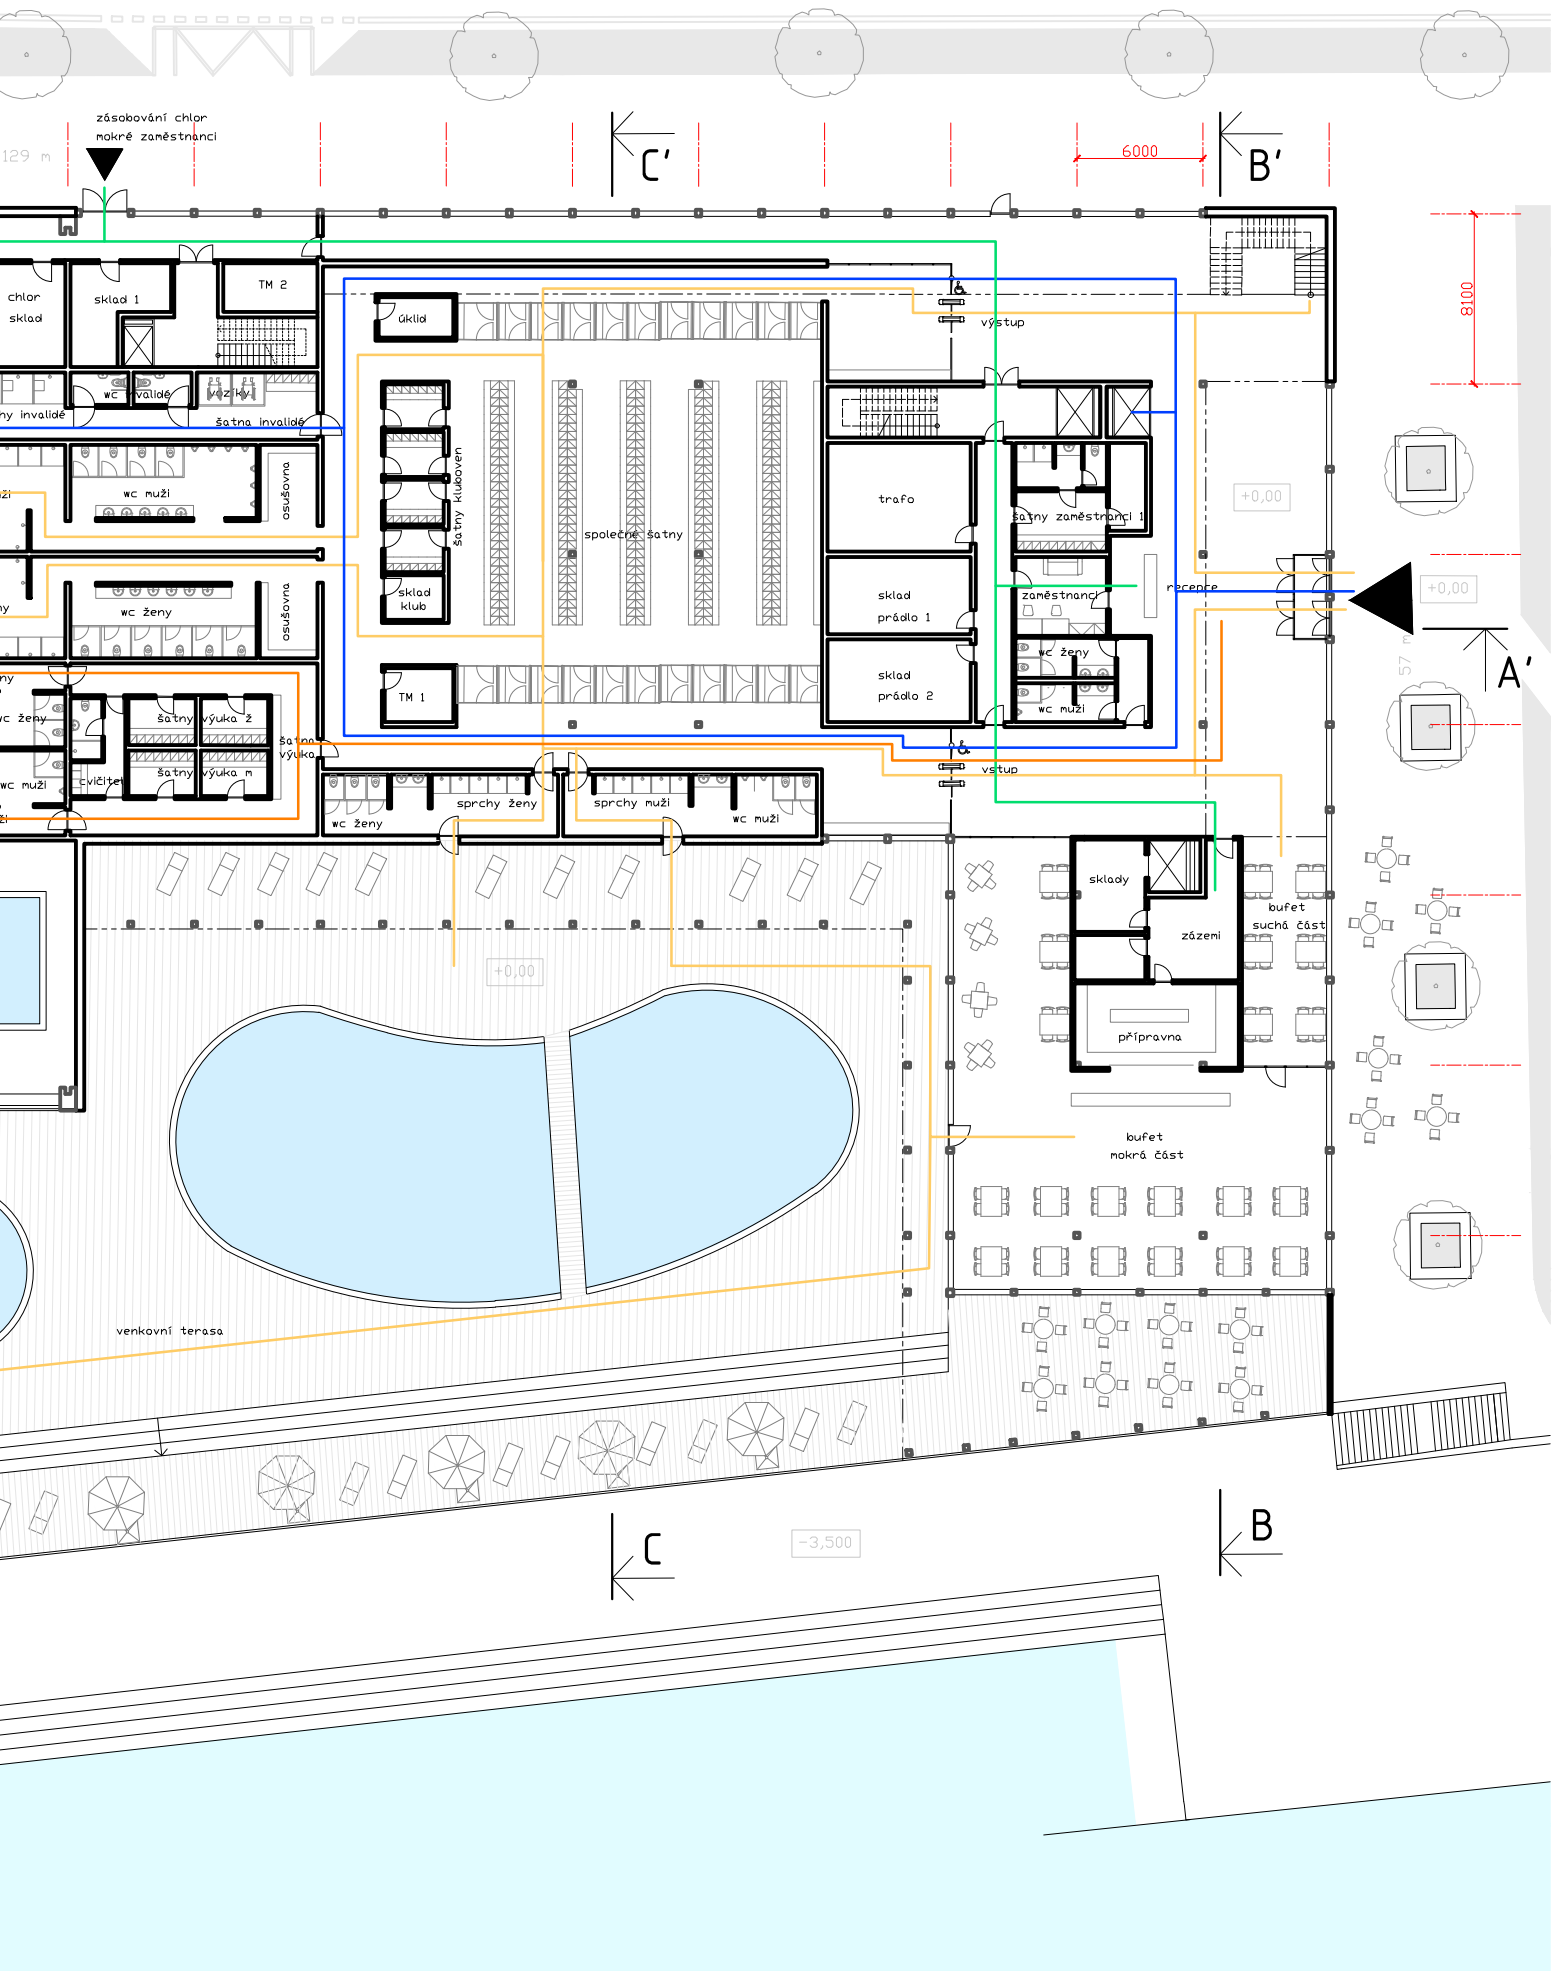 zásobování chlor
mokré zaměstnanci
129 m
C'
B'
6000
8100
chlor
sklad
sklad 1
TM 2
úklid
výstup
wc invalidé
vozíky
hy invalidé
šatna invalidé
wc muži
osušovna
šatny kluboven
společné šatny
trafo
šatny zaměstnanci 1
+0,00
+0,00
recepce
wc ženy
osušovna
sklad
klub
sklad
prádlo 1
zaměstnanci
57 m
A'
wc ženy
sklad
prádlo 2
wc muži
TM 1
wc ženy
šatny výuka ž
šatna
výuka
šatny výuka m
cvičitel
wc muži
vstup
sprchy ženy
sprchy muži
wc ženy
wc muži
sklady
bufet
suchá část
zázemí
+0,00
přípravna
bufet
mokrá část
venkovní terasa
C
B
-3,500